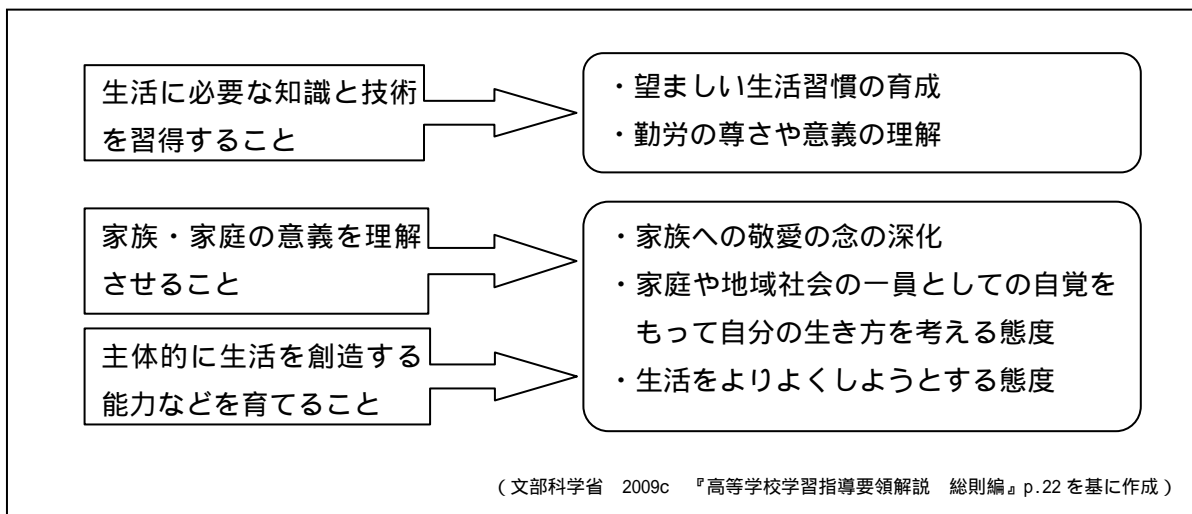 生活に必要な知識と技術
を習得すること
・望ましい生活習慣の育成
・勤労の尊さや意義の理解
家族・家庭の意義を理解
させること
主体的に生活を創造する
能力などを育てること
・家族への敬愛の念の深化
・家庭や地域社会の一員としての自覚を
もって自分の生き方を考える態度
・生活をよりよくしようとする態度
（文部科学省　2009c　『高等学校学習指導要領解説　総則編』p.22 を基に作成）